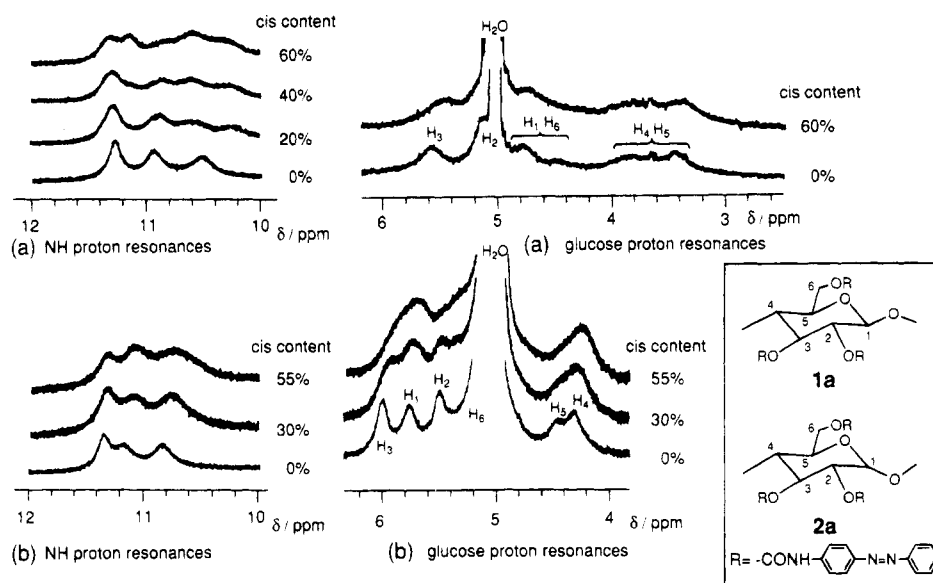 cis content
60%
40%
20%
0%
12 11 10
δ / ppm
(a) NH proton resonances
H2O
cis content
60%
0%
H3
H2
H1 H6
H4 H5
6 5 4 3
δ / ppm
(a) glucose proton resonances
cis content
55%
30%
0%
12 11 10
δ / ppm
(b) NH proton resonances
H2O
cis content
55%
30%
0%
H3
H1
H2
H6
H5
H4
6 5 4
δ / ppm
(b) glucose proton resonances
OR
6
4
5
O
O
RO
3
2
OR
1
1a
OR
6
4
5
O
1
RO
3
2
OR
O
2a
R= -CONH N=N